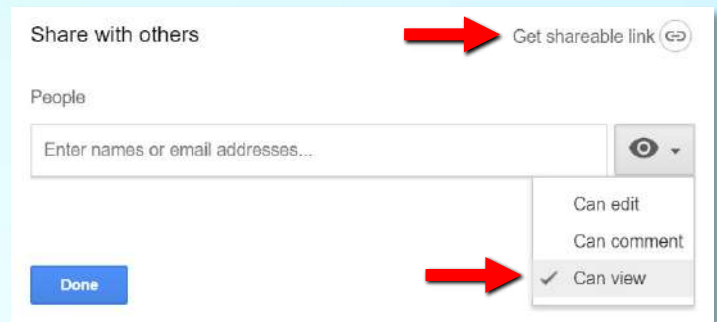 Share with others
Get shareable link
People
Enter names or email addresses...
Can edit
Can comment
Can view
Done